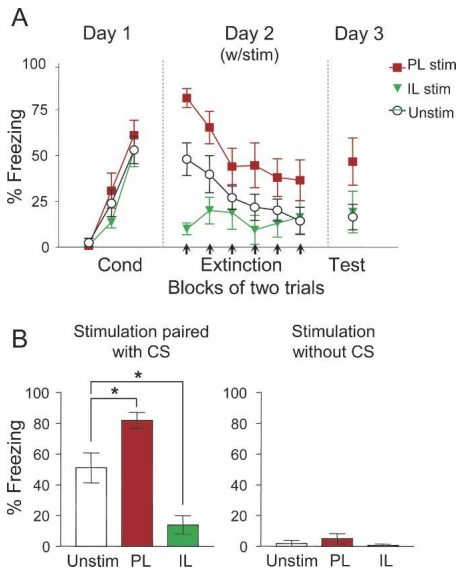 A
Day 1 Day 2 Day 3
(w/stim)
PL stim
IL stim
Unstim
100
75
50
25
0
% Freezing
Cond Extinction Test
Blocks of two trials
B
Stimulation paired
with CS
Stimulation
without CS
100
80
60
40
20
0
% Freezing
*
*
Unstim PL IL
100
80
60
40
20
0
Unstim PL IL